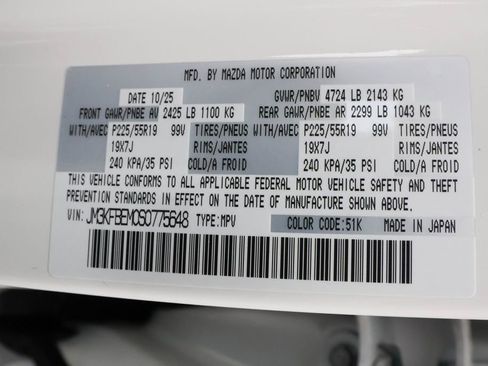 MFD. BY MAZDA MOTOR CORPORATION
DATE 10/25 GVWR/PNBV 4724 LB 2143 KG
FRONT GAWR/PNBE AV 2425 LB 1100 KG REAR GAWR/PNBE AR 2299 LB 1043 KG
WITH/AVEC P225/55R19 99V TIRES/PNEUS WITH/AVEC P225/55R19 99V TIRES/PNEUS
19X7J RIMS/JANTES 19X7J RIMS/JANTES
240 KPA/35 PSI COLD/A FROID 240 KPA/35 PSI COLD/A FROID
THIS VEHICLE CONFORMS TO ALL APPLICABLE FEDERAL MOTOR VEHICLE SAFETY AND THEFT
PREVENTION STANDARDS IN EFFECT ON THE DATE OF MANUFACTURE SHOWN ABOVE.
VIN: JM3KFBEM0S0775648 TYPE:MPV COLOR CODE:51K MADE IN JAPAN